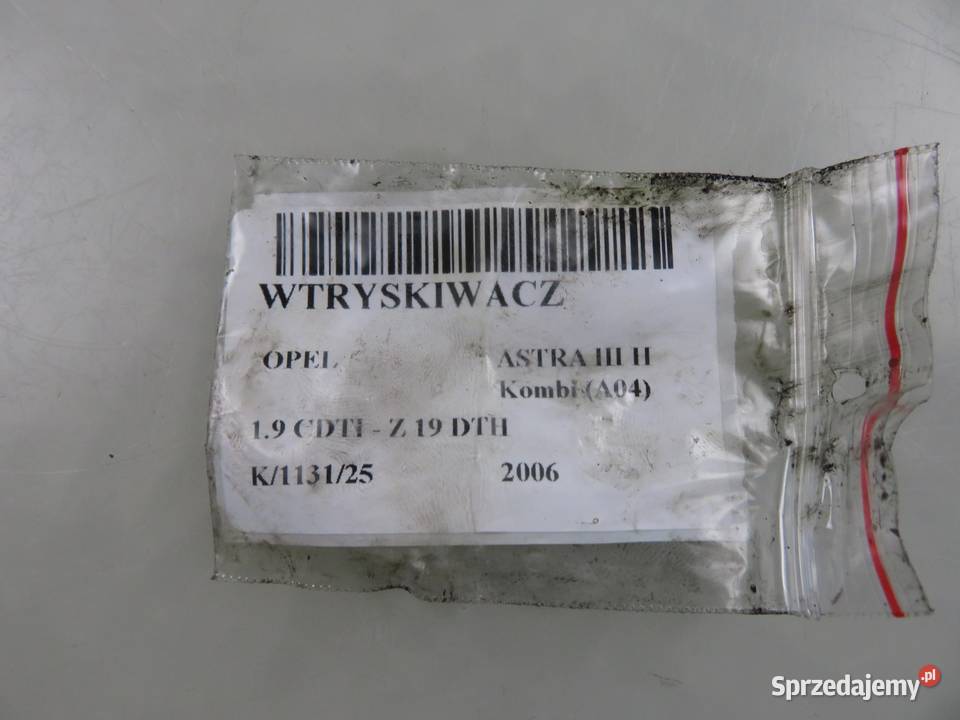 WTRYSKIWACZ
OPEL ASTRA III H
Kombi (A04)
1.9 CDTI - Z 19 DTH
K/1131/25 2006
Sprzedajemy.pl